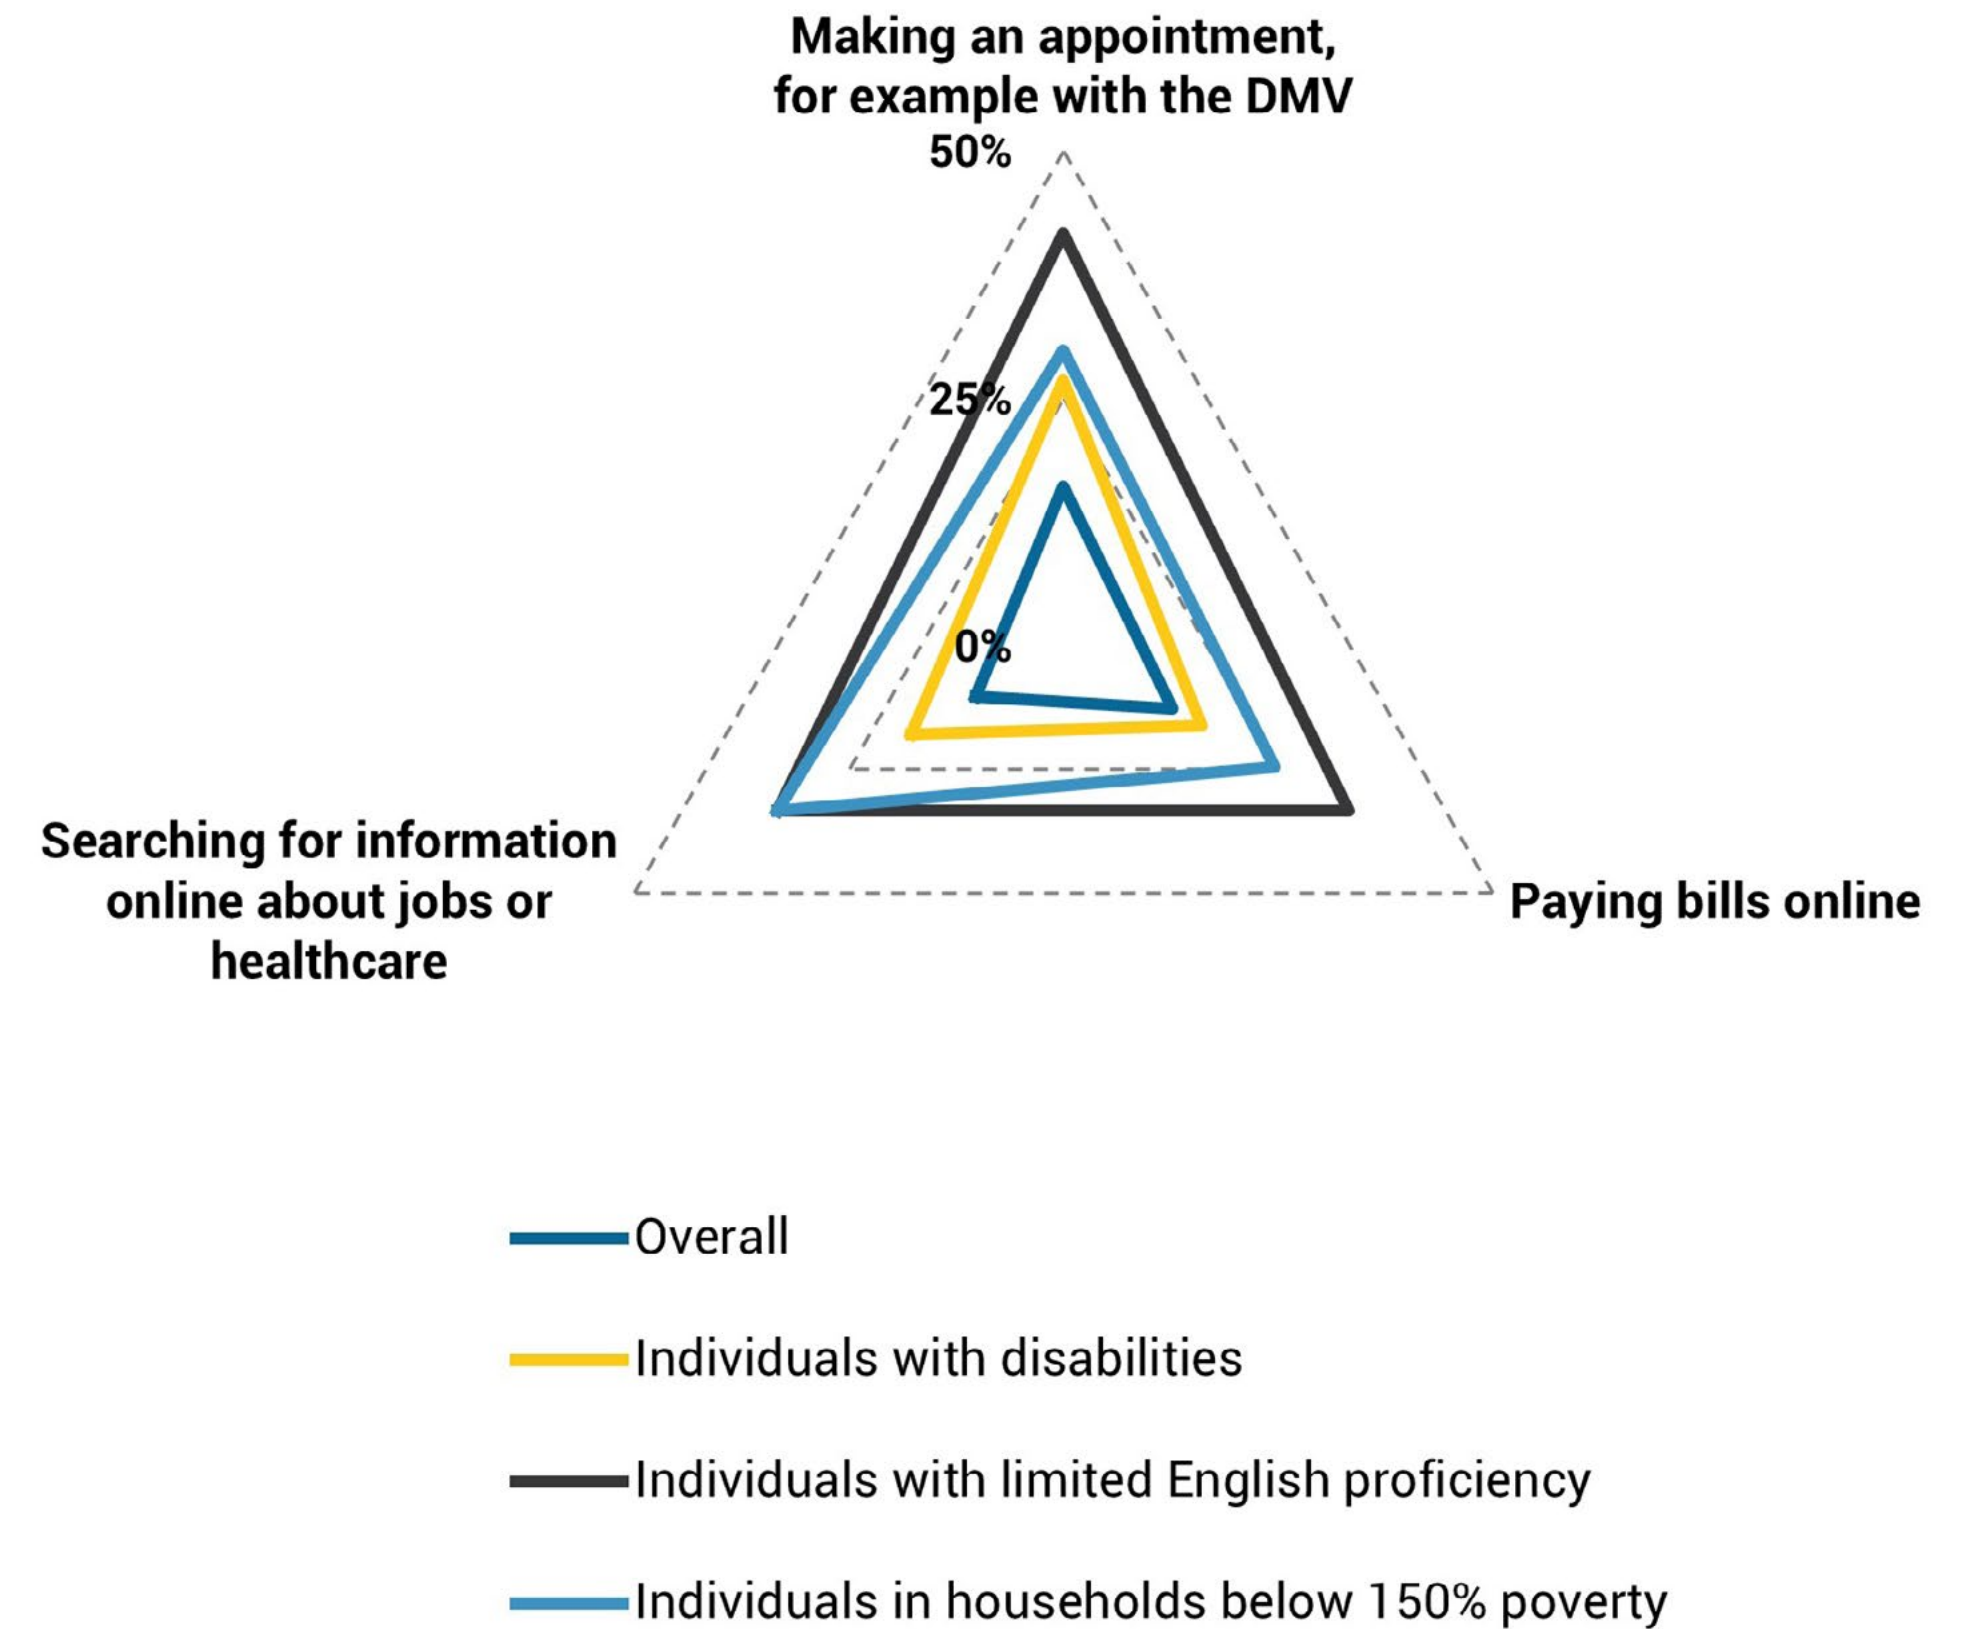 Making an appointment,
for example with the DMV
50%
25%
0%
Searching for information
online about jobs or
healthcare
Paying bills online
Overall
Individuals with disabilities
Individuals with limited English proficiency
Individuals in households below 150% poverty